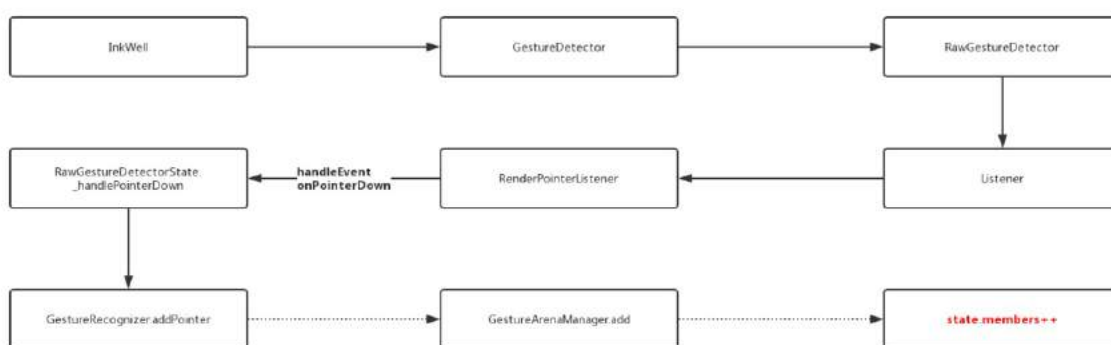 InkWell
GestureDetector
RawGestureDetector
RawGestureDetectorState
_handlePointerDown
handleEvent
onPointerDown
RenderPointerListener
Listener
GestureRecognizer.addPointer
GestureArenaManager.add
state.members++